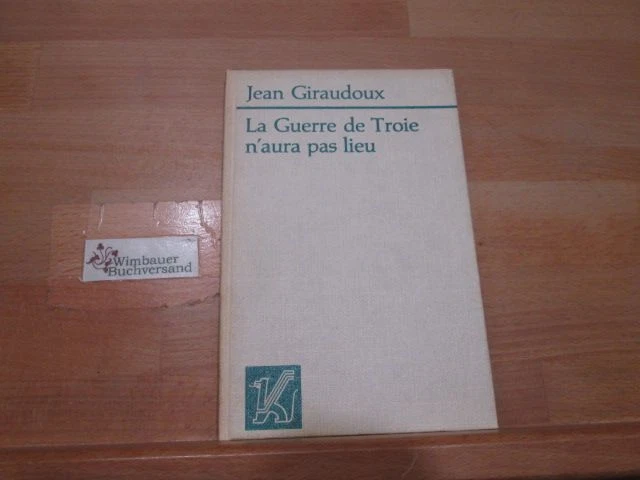 Jean Giraudoux
La Guerre de Troie
n'aura pas lieu
Wimbauer
Buchversand